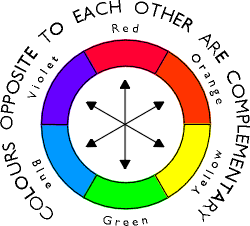 COLOURS OPPOSITE TO EACH OTHER ARE COMPLEMENTARY
Red
Orange
Yellow
Green
Blue
Violet